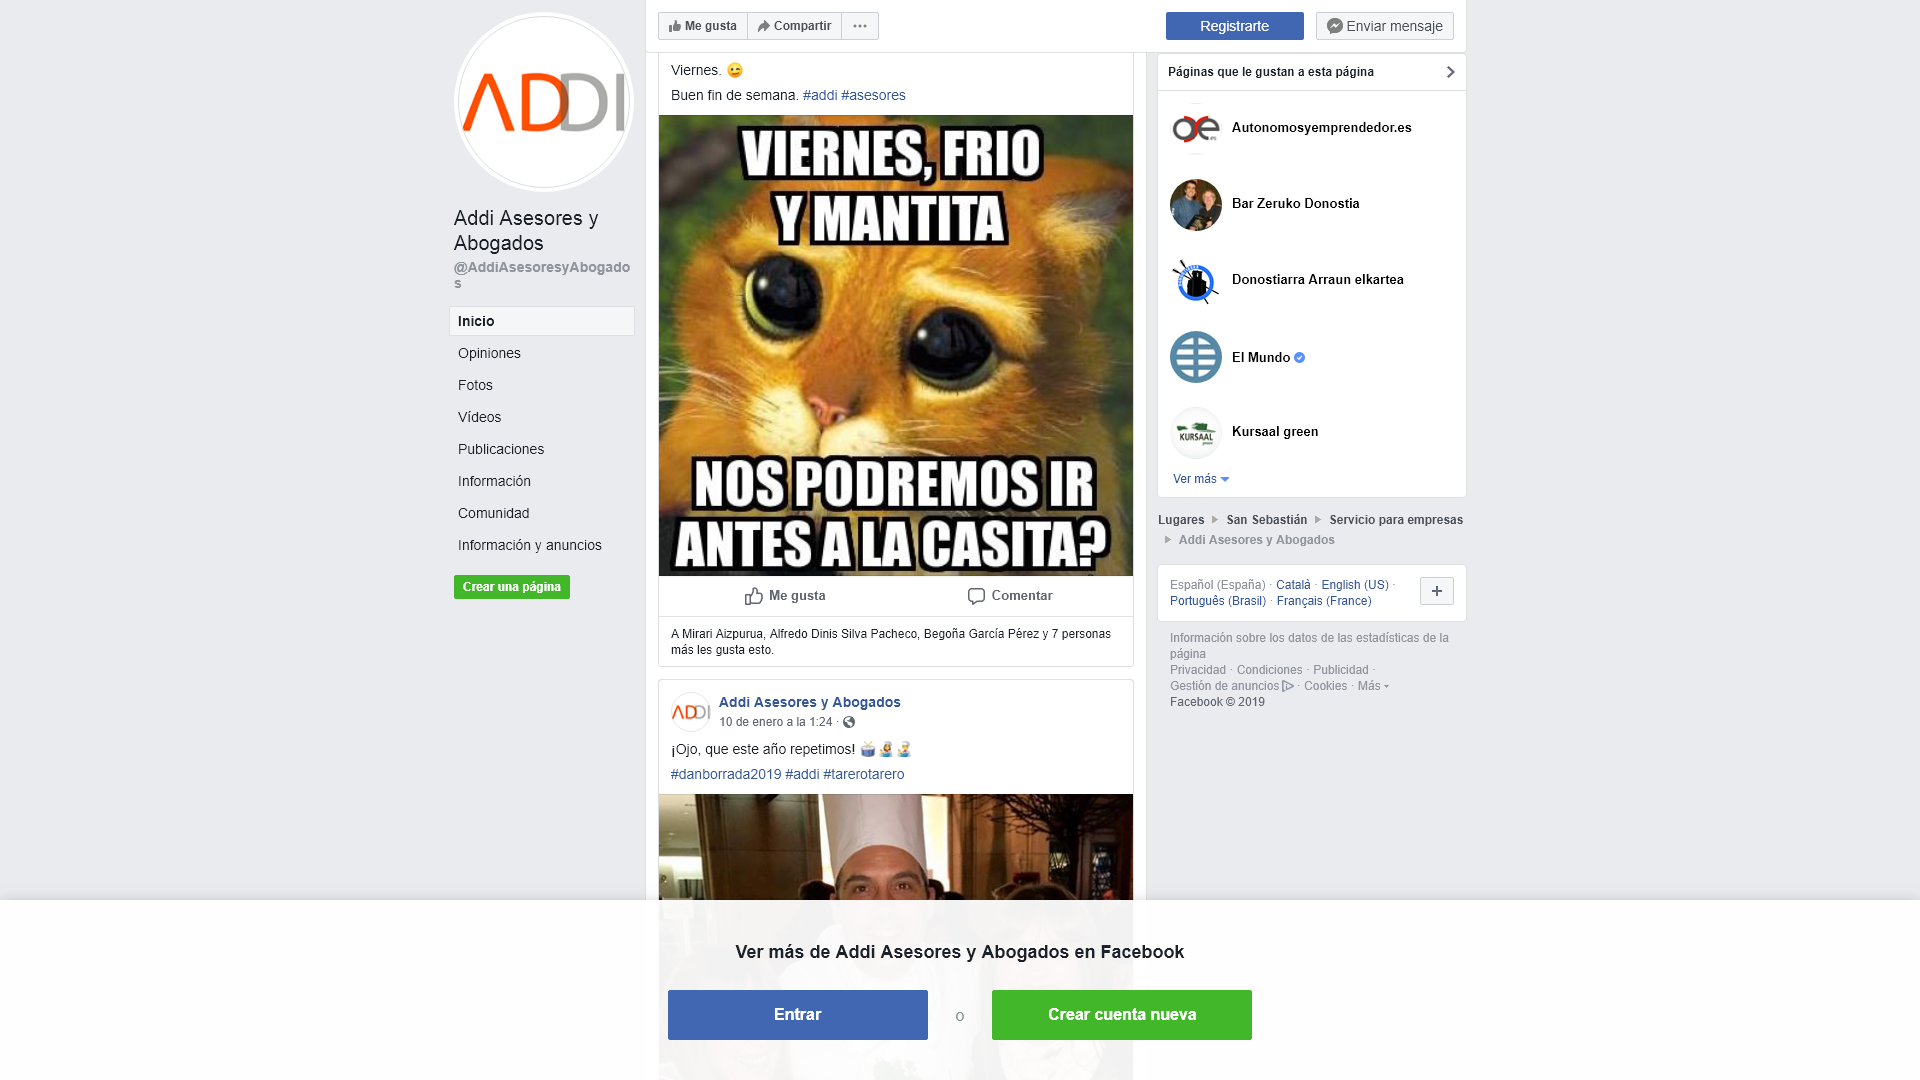 ADDI
Addi Asesores y
Abogados
@AddiAsesoresyAbogado
s
Inicio
Opiniones
Fotos
Vídeos
Publicaciones
Información
Comunidad
Información y anuncios
Crear una página
Me gusta
Compartir
Registrarte
Enviar mensaje
Viernes. 😉
Buen fin de semana. #addi #asesores
VIERNES, FRIO
Y MANTITA
NOS PODREMOS IR
ANTES A LA CASITA?
Me gusta
Comentar
A Mirari Aizpurua, Alfredo Dinis Silva Pacheco, Begoña García Pérez y 7 personas
más les gusta esto.
ADDI
Addi Asesores y Abogados
10 de enero a la 1:24 ·
¡Ojo, que este año repetimos!
#danborrada2019 #addi #tarerotarero
Páginas que le gustan a esta página
Autonomosyemprendedor.es
Bar Zeruko Donostia
Donostiarra Arraun elkartea
El Mundo
KURSAAL
Kursaal green
Ver más
Lugares
San Sebastián
Servicio para empresas
Addi Asesores y Abogados
Español (España) · Català · English (US) ·
Português (Brasil) · Français (France)
Información sobre los datos de las estadísticas de la
página
Privacidad · Condiciones · Publicidad ·
Gestión de anuncios · Cookies · Más
Facebook © 2019
Ver más de Addi Asesores y Abogados en Facebook
Entrar
o
Crear cuenta nueva